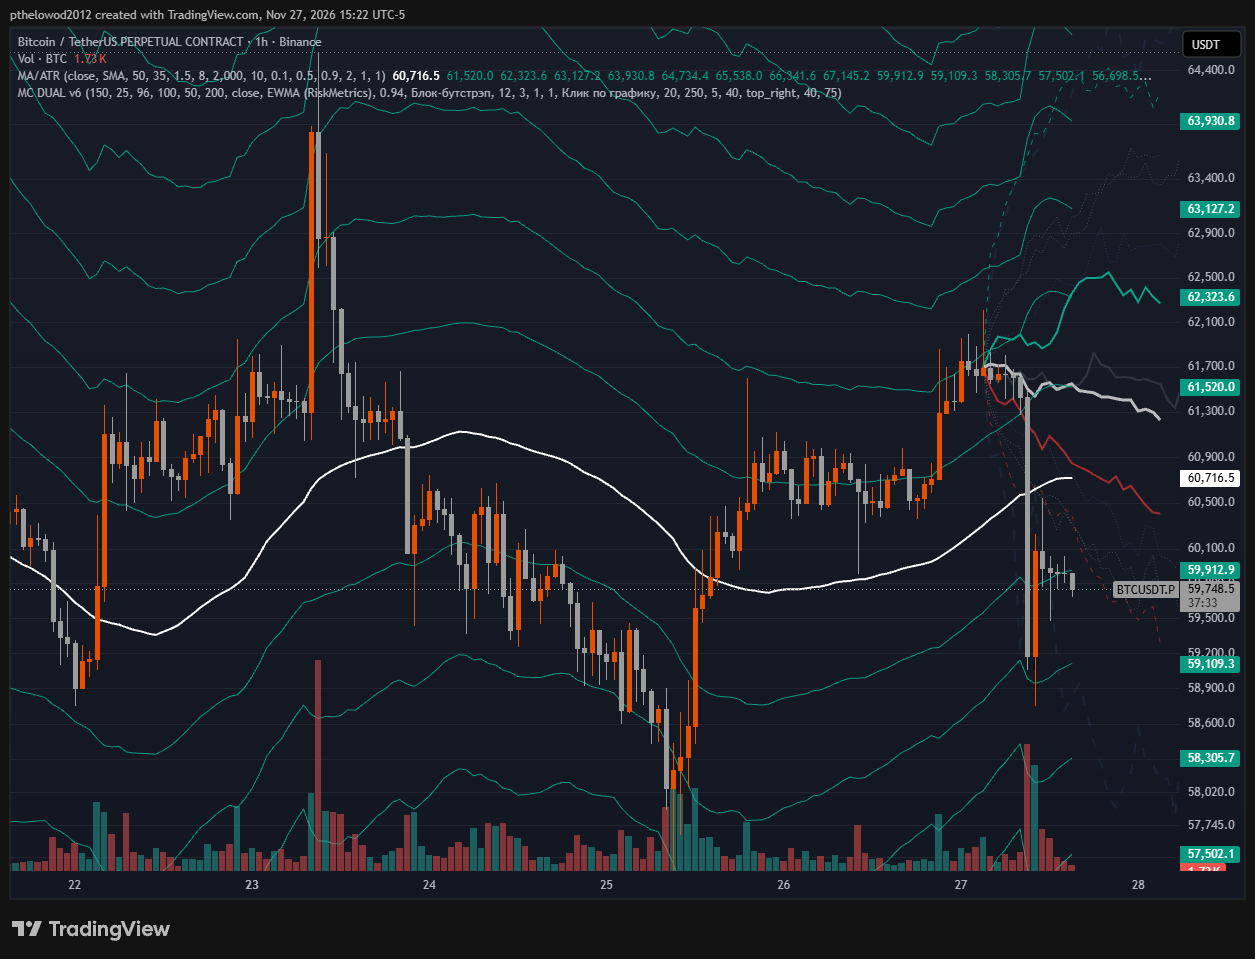 pthelowod2012 created with TradingView.com, Nov 27, 2026 15:22 UTC-5
Bitcoin / TetherUS PERPETUAL CONTRACT · 1h · Binance
Vol · BTC 1.73 K
MA/ATR (close, SMA, 50, 35, 1.5, 8, 2,000, 10, 0.1, 0.5, 0.9, 2, 1, 1) 60,716.5 61,520.0 62,323.6 63,127.2 63,930.8 64,734.4 65,538.0 66,341.6 67,145.2 59,912.9 59,109.3 58,305.7 57,502.1 56,698.5...
MC DUAL v6 (150, 25, 96, 100, 50, 200, close, EWMA (RiskMetrics), 0.94, Блок-бутстрэп, 12, 3, 1, 1, Клик по графику, 20, 250, 5, 40, top_right, 40, 75)
USDT
64,400.0
63,930.8
63,400.0
63,127.2
62,900.0
62,500.0
62,323.6
62,100.0
61,700.0
61,520.0
61,300.0
60,900.0
60,716.5
60,500.0
60,100.0
59,912.9
BTCUSDT.P 59,748.5
37:33
59,500.0
59,200.0
59,109.3
58,900.0
58,600.0
58,305.7
58,020.0
57,745.0
57,502.1
1.73 K
22 23 24 25 26 27 28
TradingView